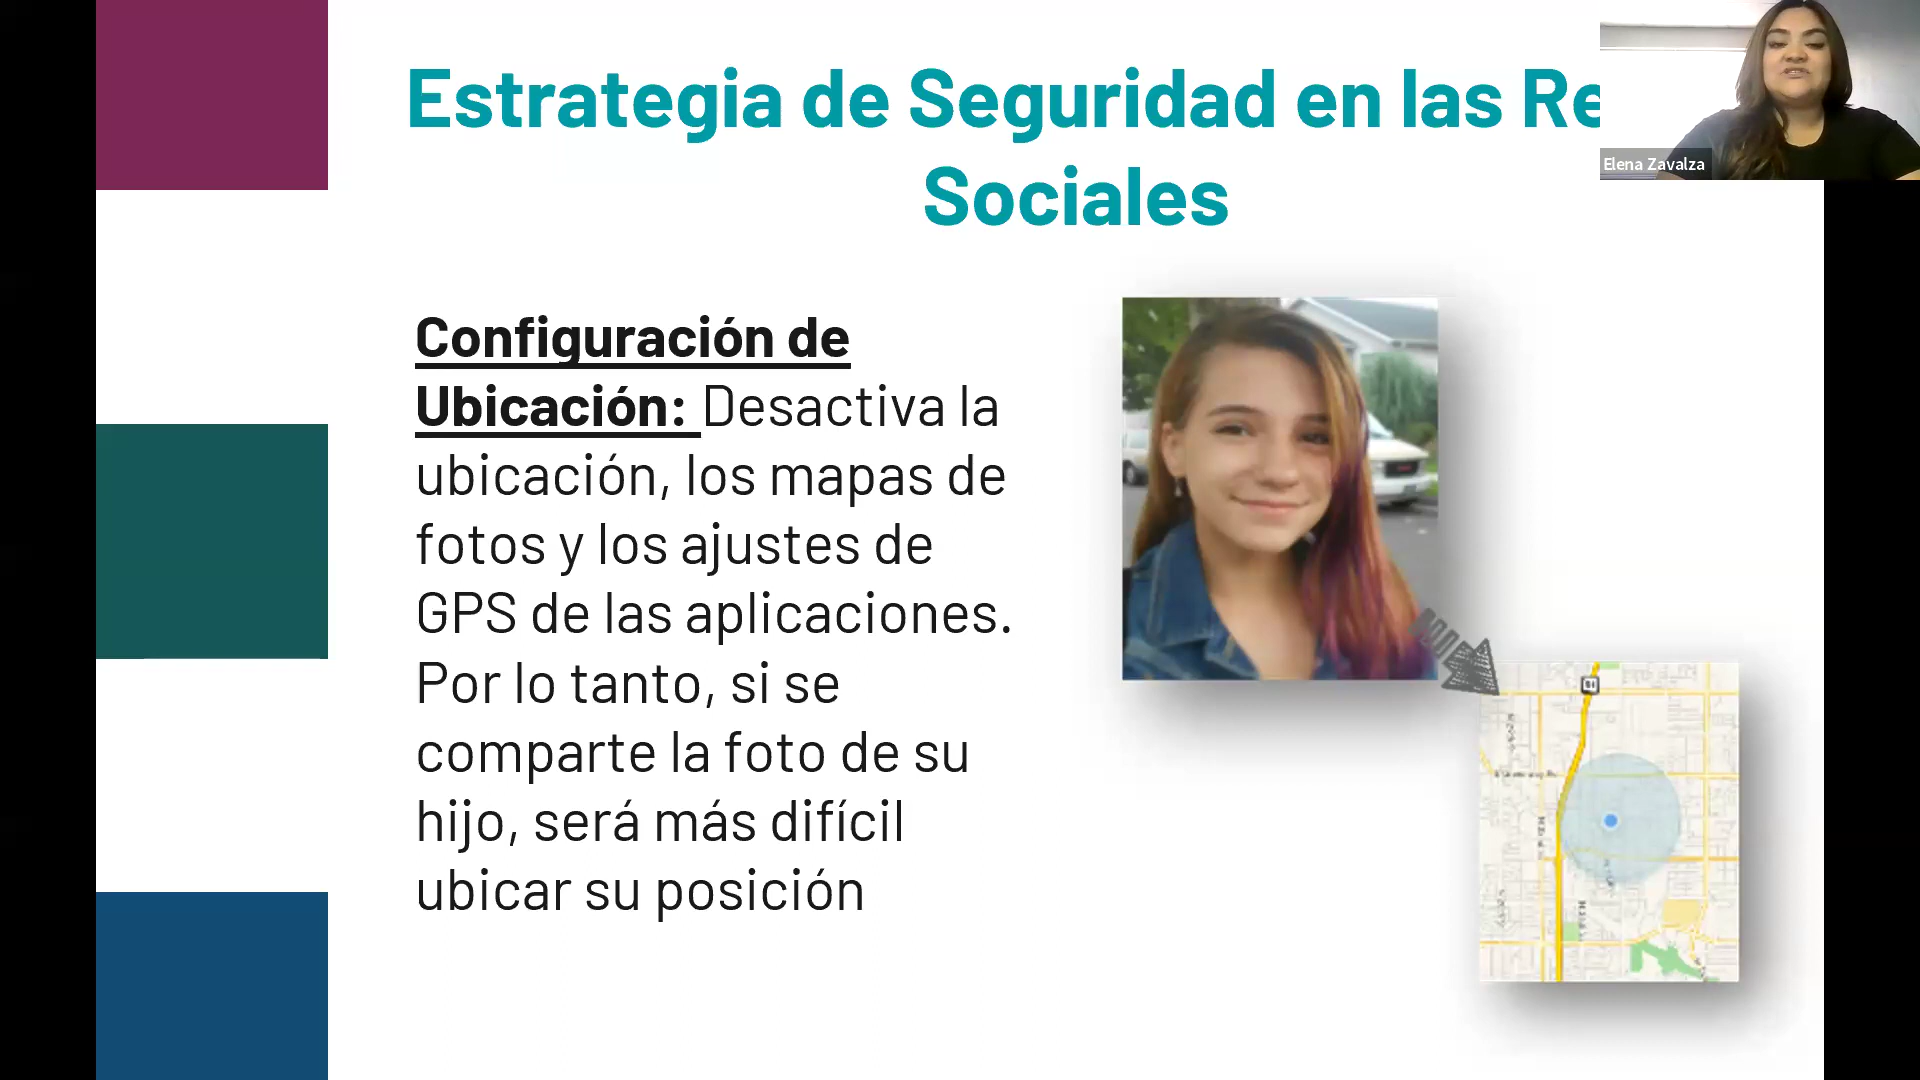 Estrategia de Seguridad en las Re
Sociales
Elena Zavalza
Configuración de
Ubicación: Desactiva la
ubicación, los mapas de
fotos y los ajustes de
GPS de las aplicaciones.
Por lo tanto, si se
comparte la foto de su
hijo, será más difícil
ubicar su posición